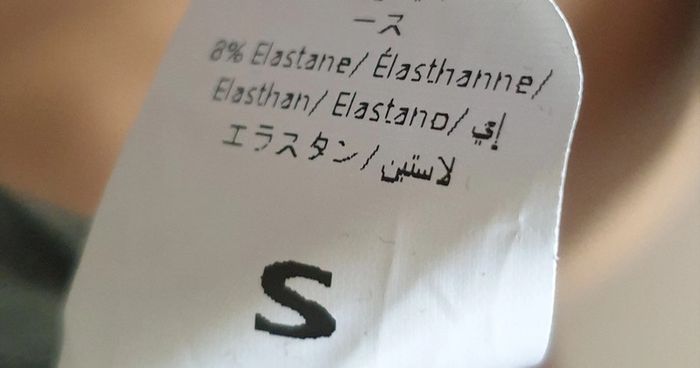 ース
8% Elastane/ Élasthanne/
Elasthan/ Elastano/ إي
エラスタン/ لاستين
S